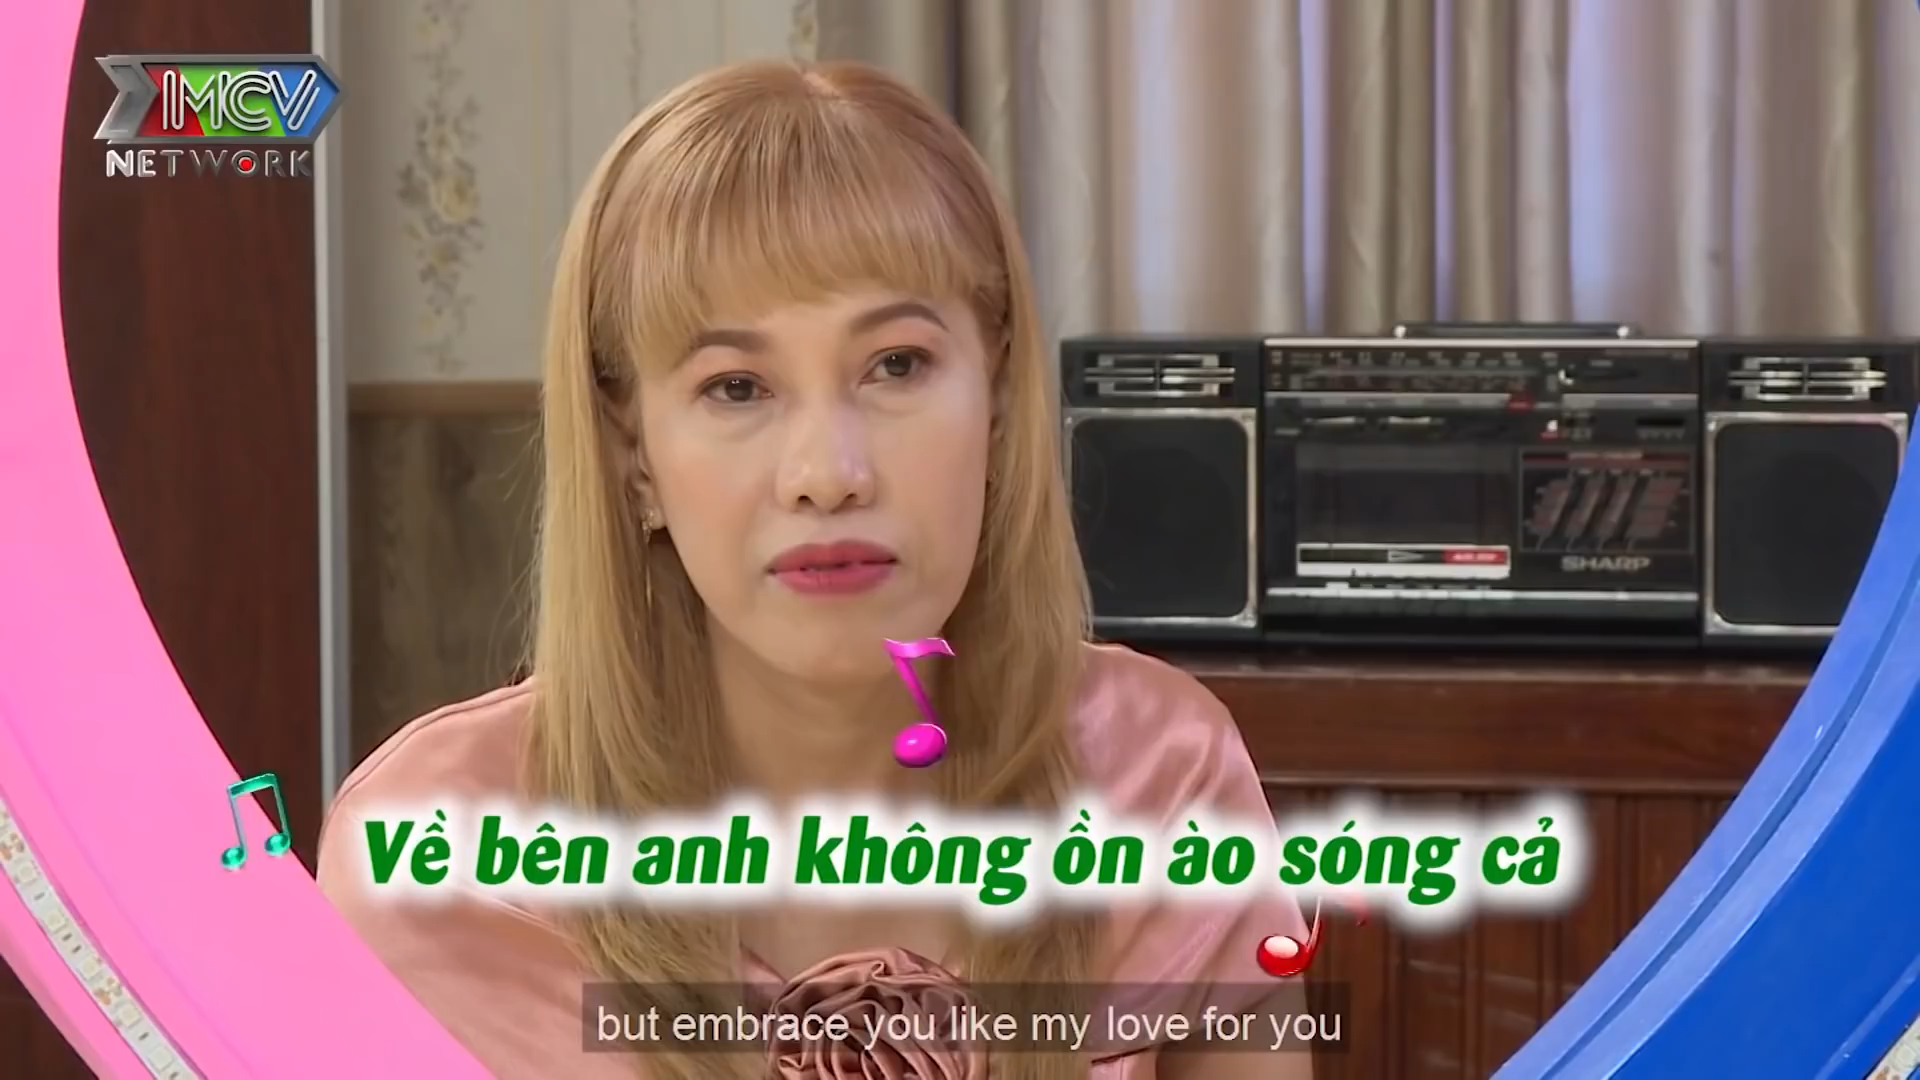 MCV
NETWORK
SHARP
Về bên anh không ồn ào sóng cả
but embrace you like my love for you